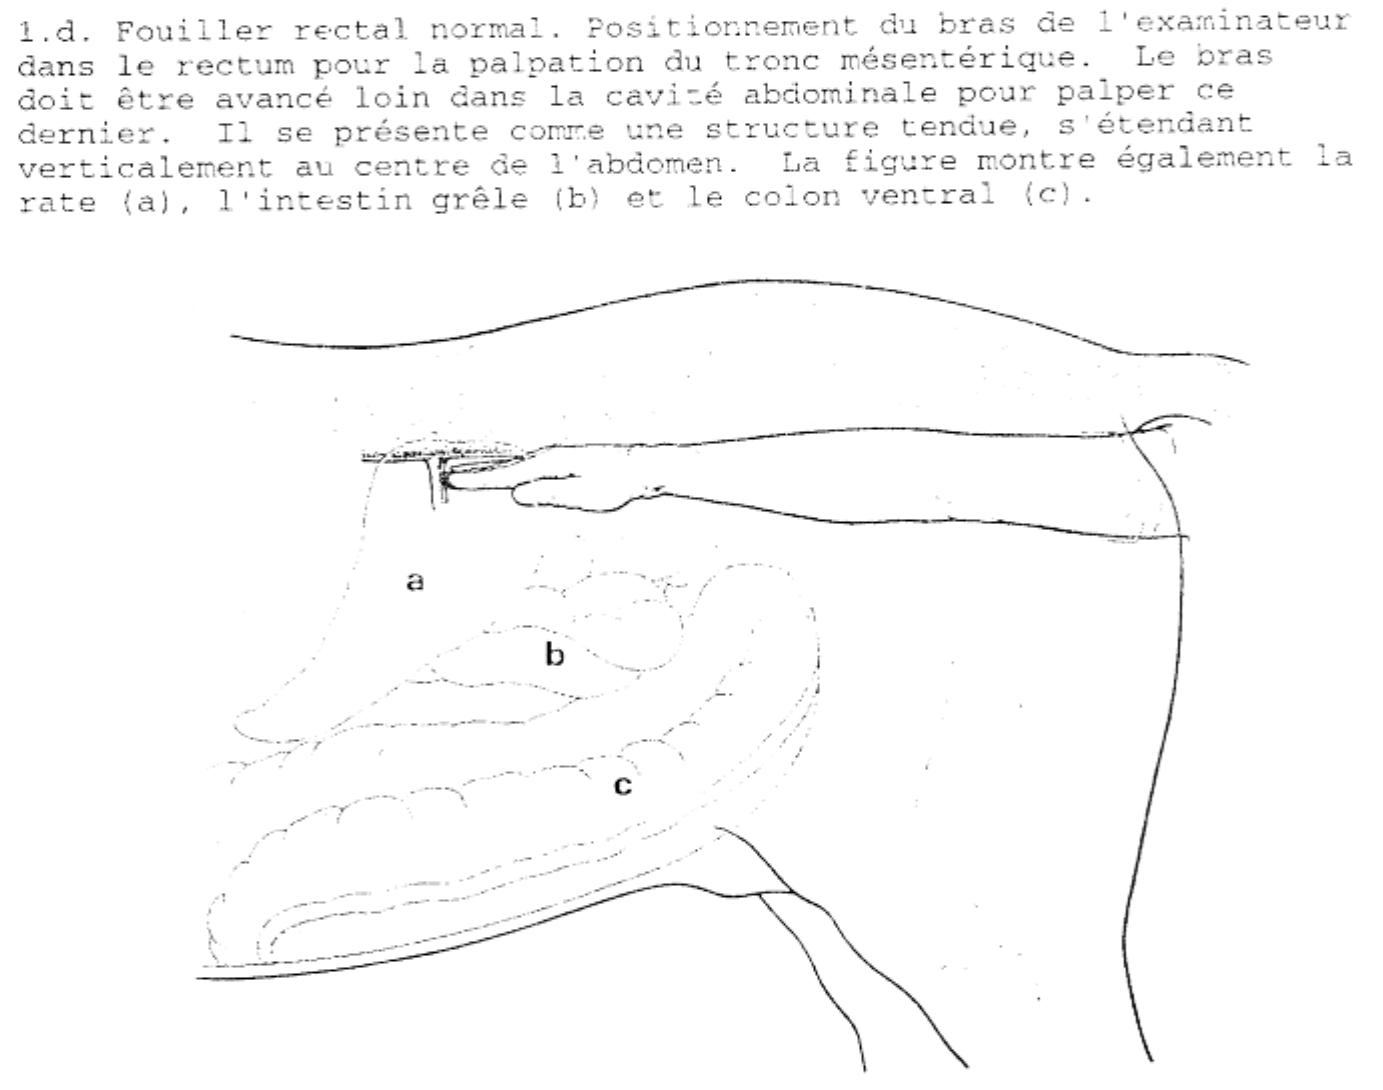 1.d. Fouiller rectal normal. Positionnement du bras de l'examinateur
dans le rectum pour la palpation du tronc mésentérique. Le bras
doit être avancé loin dans la cavité abdominale pour palper ce
dernier. Il se présente comme une structure tendue, s'étendant
verticalement au centre de l'abdomen. La figure montre également la
rate (a), l'intestin grêle (b) et le colon ventral (c).
a
b
c